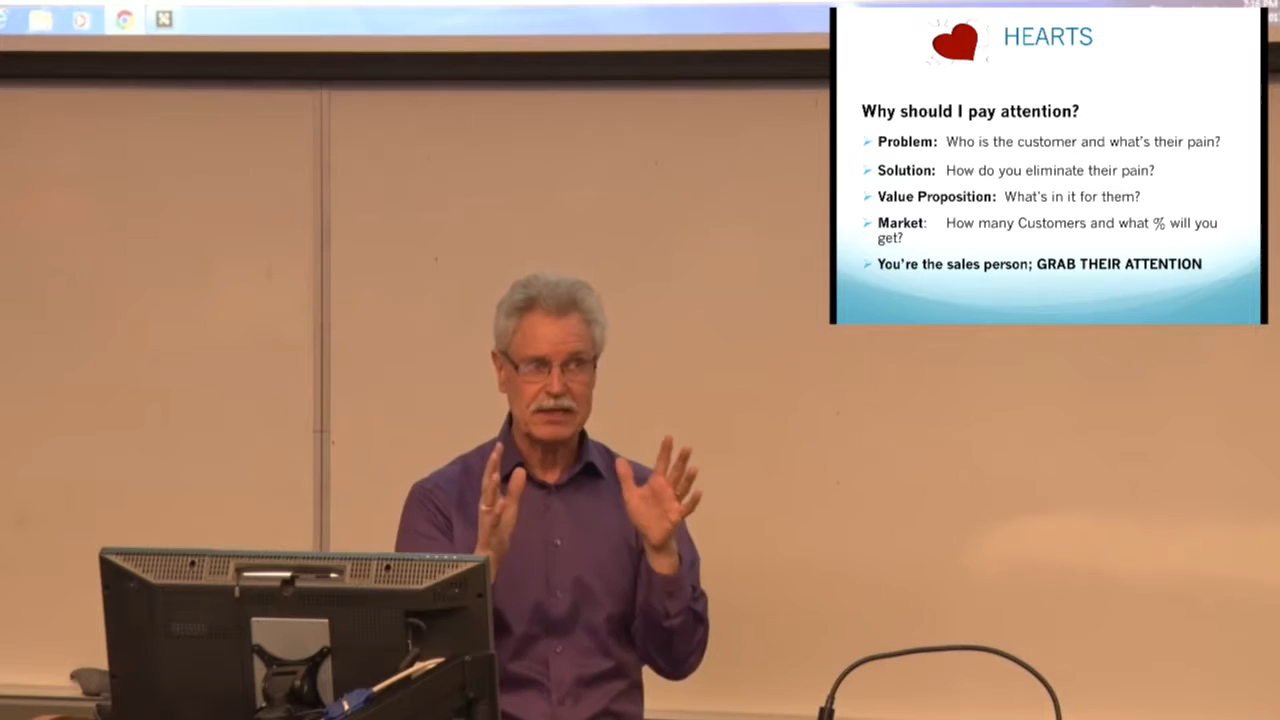 HEARTS
Why should I pay attention?
Problem: Who is the customer and what's their pain?
Solution: How do you eliminate their pain?
Value Proposition: What's in it for them?
Market: How many Customers and what % will you
get?
You're the sales person; GRAB THEIR ATTENTION